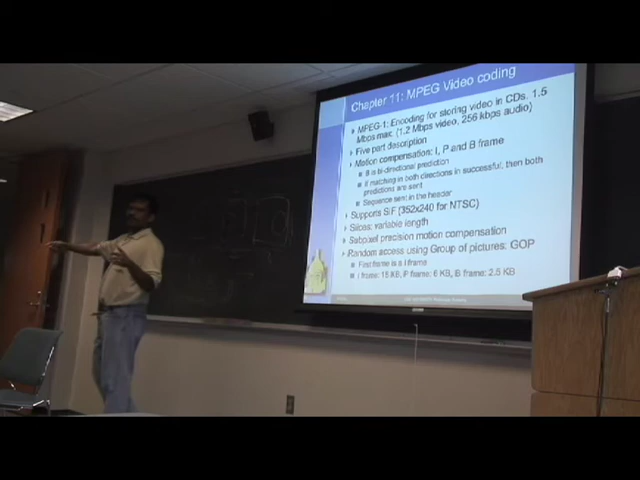 Chapter 11: MPEG Video coding
MPEG-1: Encoding for storing video in CDs. 1.5
Mbps max: (1.2 Mbps video, 256 kbps audio)
Five part description
Motion compensation: I, P and B frame
B is bi-directional prediction
If matching in both directions in successful, then both
predictions are sent
Sequence sent in the header
Supports SIF (352x240 for NTSC)
Slices: variable length
Subpixel precision motion compensation
Random access using Group of pictures: GOP
First frame is a I frame
I frame: 15 KB, P frame: 6 KB, B frame: 2.5 KB